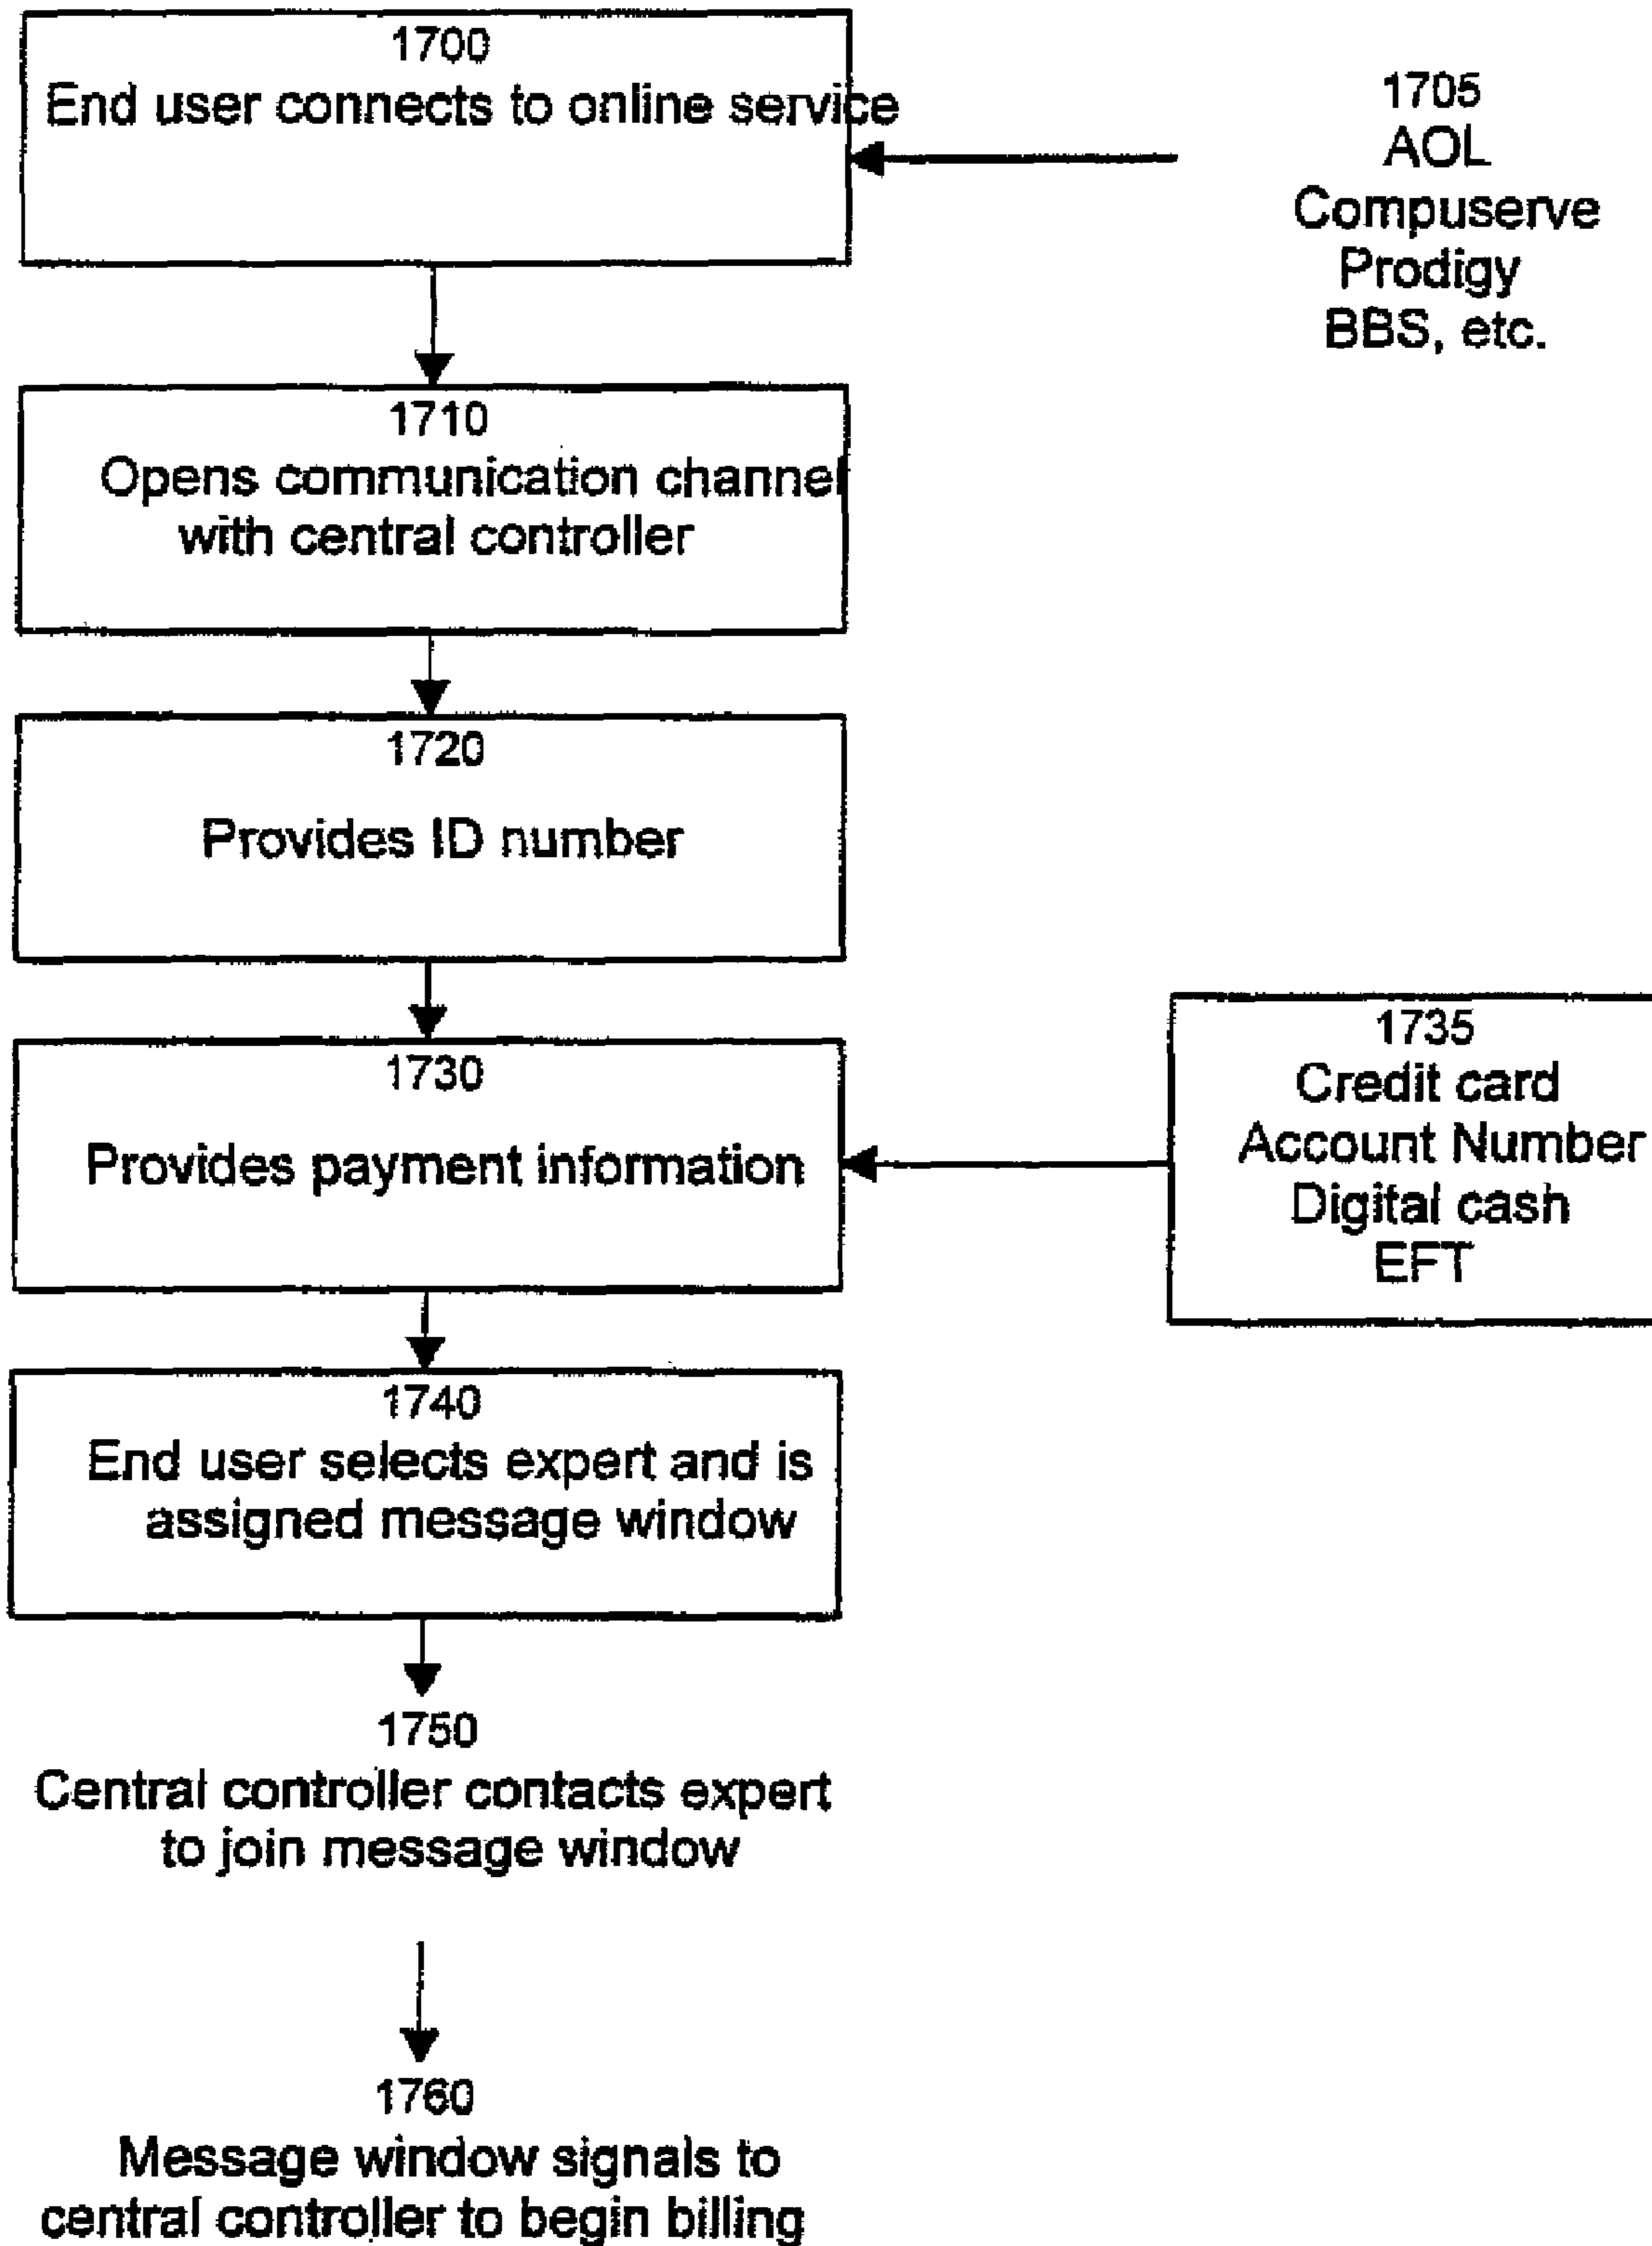 1700
End user connects to online service
1705
AOL
Compuserve
Prodigy
BBS, etc.
1710
Opens communication channel
with central controller
1720
Provides ID number
1730
Provides payment information
1735
Credit card
Account Number
Digital cash
EFT
1740
End user selects expert and is
assigned message window
1750
Central controller contacts expert
to join message window
1760
Message window signals to
central controller to begin billing